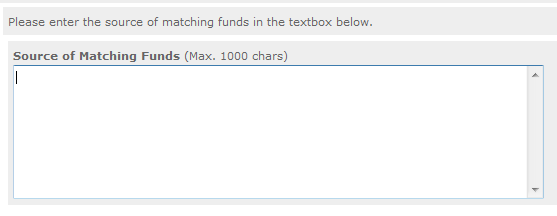 Please enter the source of matching funds in the textbox below.
Source of Matching Funds (Max. 1000 chars)